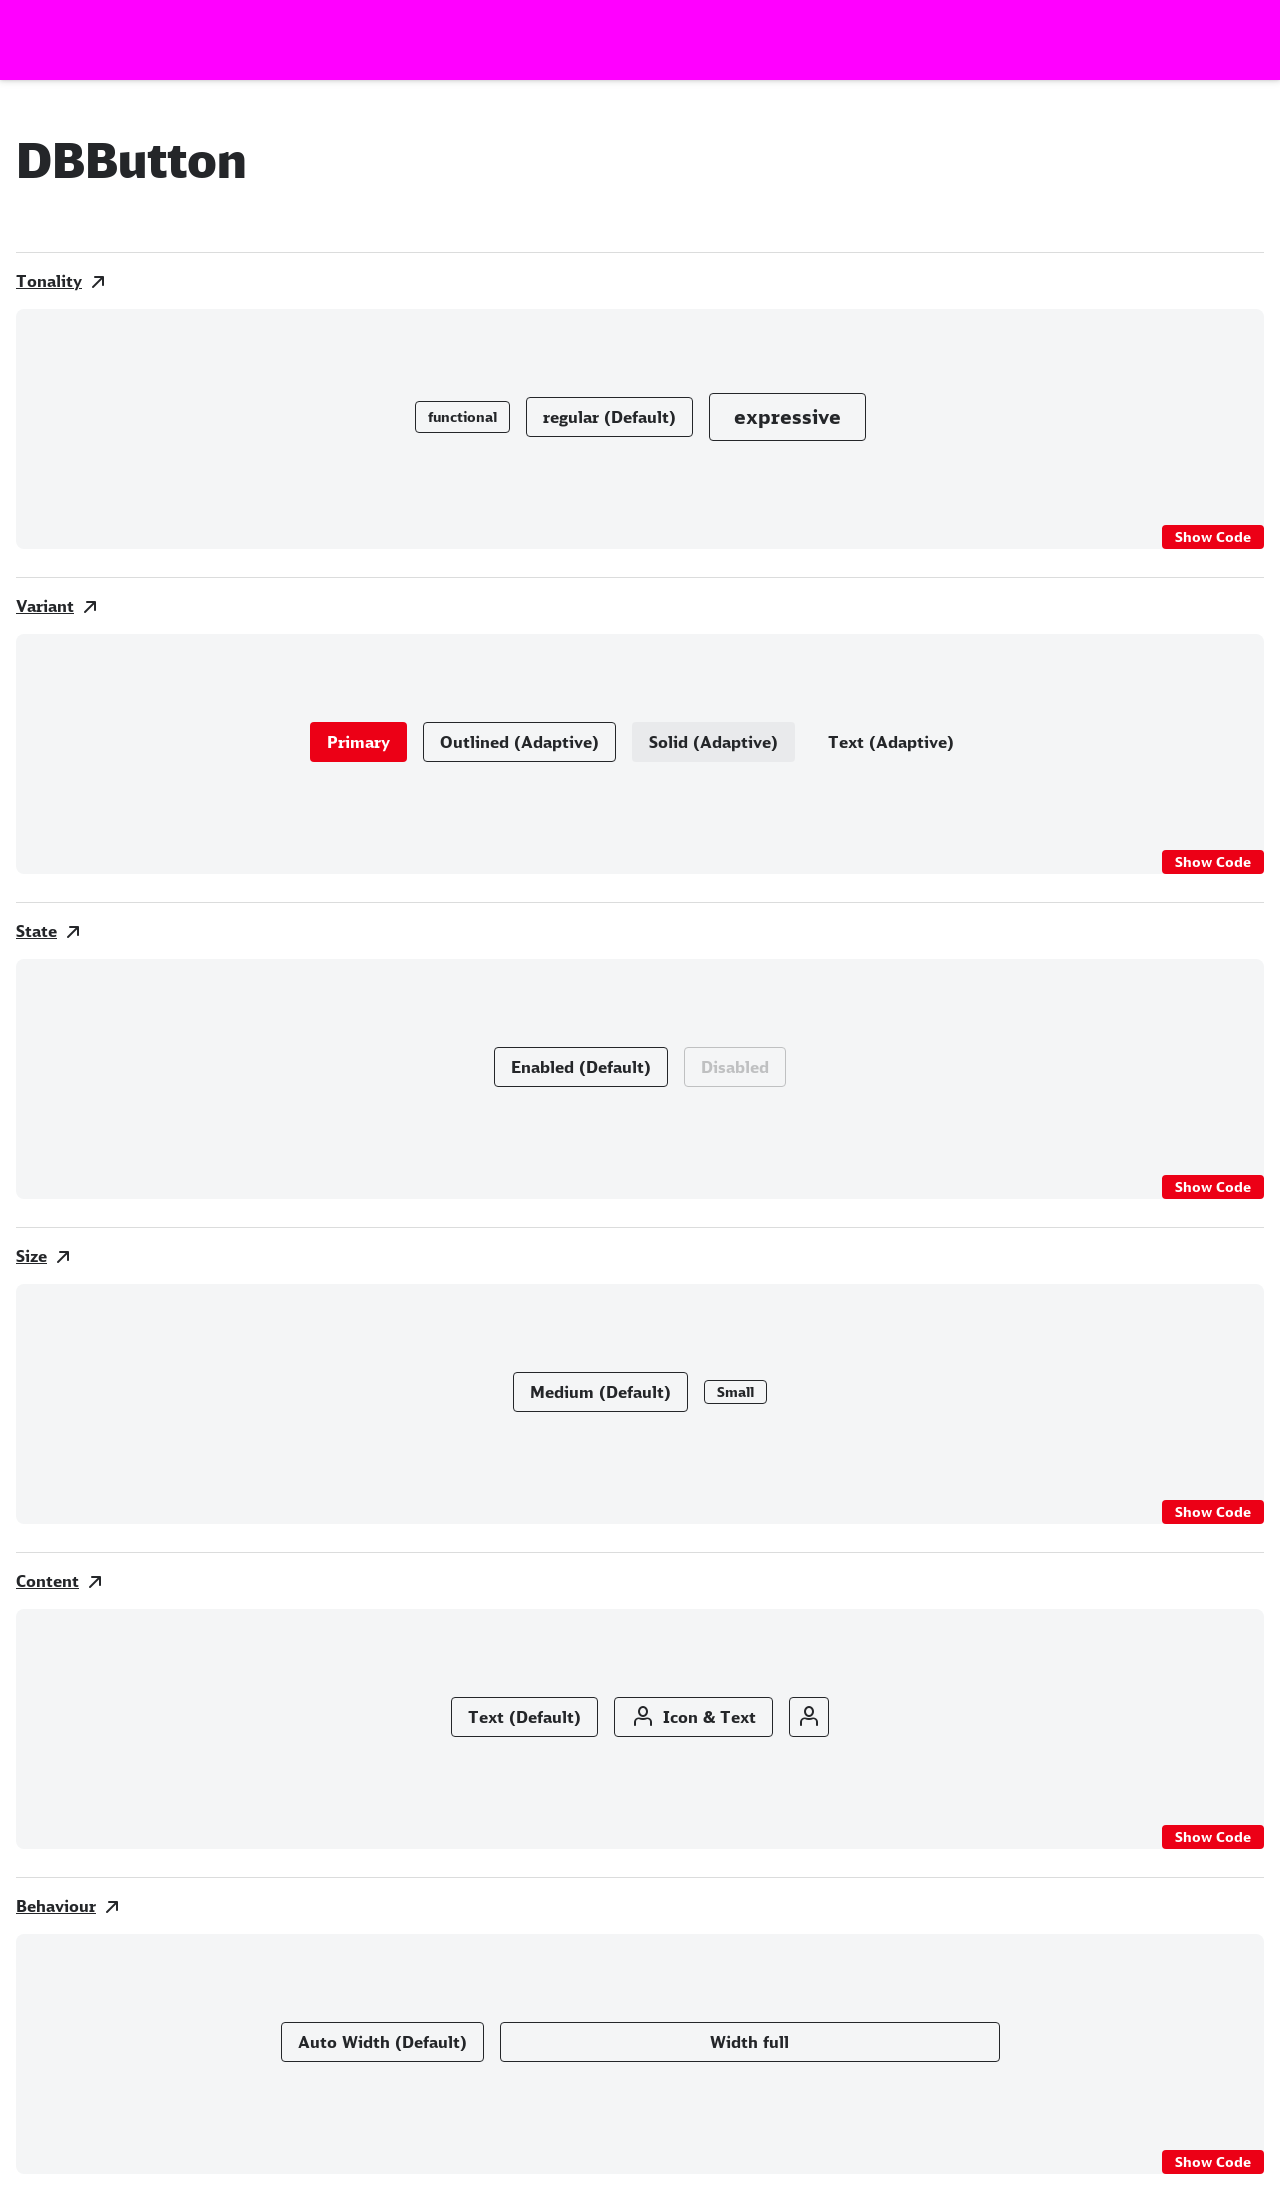 DBButton
Tonality
functional regular (Default) expressive
Show Code
Variant
Primary Outlined (Adaptive) Solid (Adaptive) Text (Adaptive)
Show Code
State
Enabled (Default) Disabled
Show Code
Size
Medium (Default) Small
Show Code
Content
Text (Default) Icon & Text
Show Code
Behaviour
Auto Width (Default) Width full
Show Code